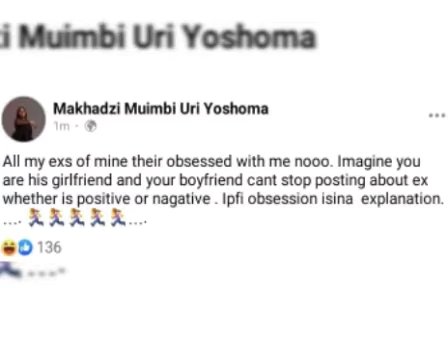 i Muimbi Uri Yoshoma
Makhadzi Muimbi Uri Yoshoma
1m ·
All my exs of mine their obsessed with me nooo. Imagine you
are his girlfriend and your boyfriend cant stop posting about ex
whether is positive or nagative . Ipfi obsession isina explanation.
.... 🏃‍♀️🏃‍♀️🏃‍♀️🏃‍♀️🏃‍♀️....
136